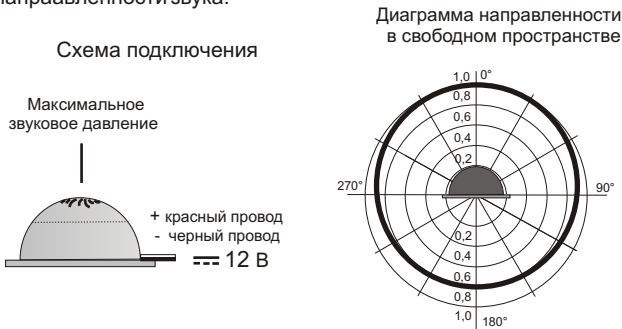 направленности звука.
Схема подключения
Максимальное
звуковое давление
+ красный провод
- черный провод
12 В
Диаграмма направленности
в свободном пространстве
1,0 0°
0,8
0,6
0,4
0,2
270°
90°
0,2
0,4
0,6
0,8
1,0 180°